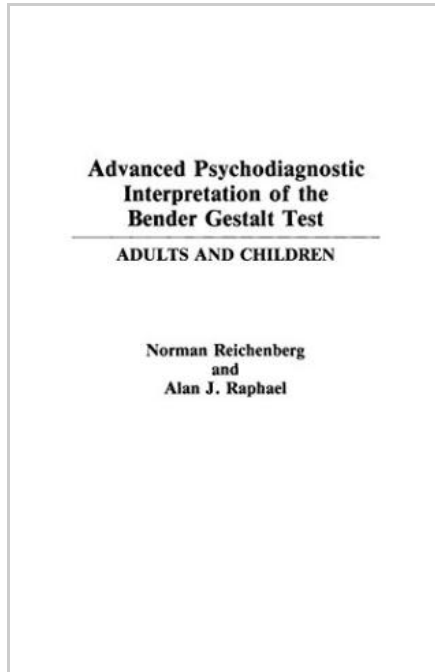 Advanced Psychodiagnostic
Interpretation of the
Bender Gestalt Test
ADULTS AND CHILDREN
Norman Reichenberg
and
Alan J. Raphael